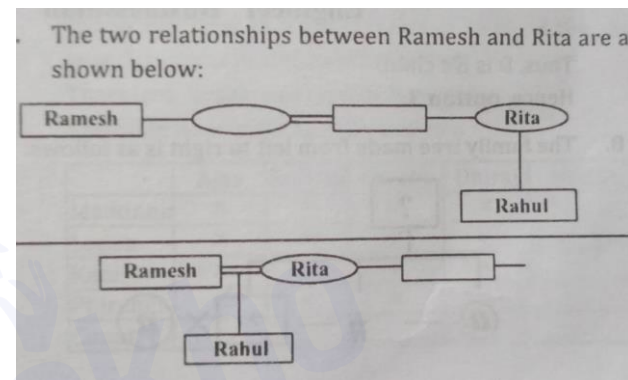 The two relationships between Ramesh and Rita are a
shown below:
Ramesh
Rita
Rahul
Ramesh
Rita
Rahul